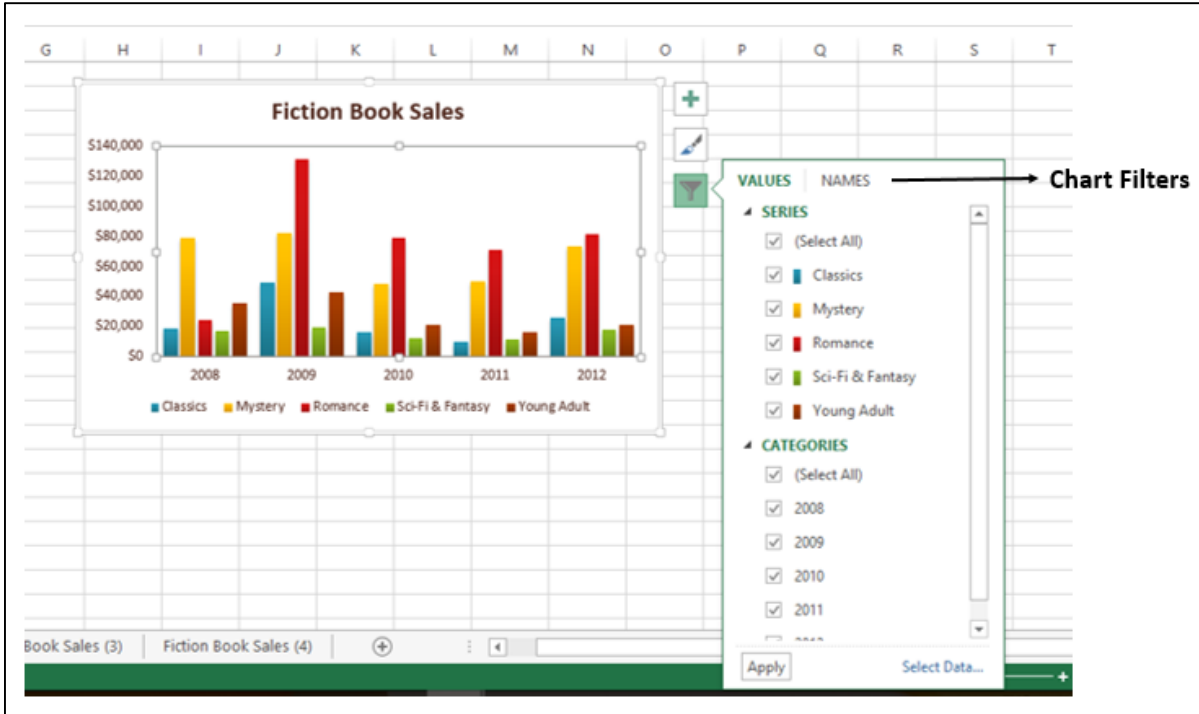 G H I J K L M N O P Q R S T
Fiction Book Sales
$140,000
$120,000
$100,000
$80,000
$60,000
$40,000
$20,000
$0
2008 2009 2010 2011 2012
Classics Mystery Romance Sci-Fi & Fantasy Young Adult
VALUES NAMES
Chart Filters
SERIES
(Select All)
Classics
Mystery
Romance
Sci-Fi & Fantasy
Young Adult
CATEGORIES
(Select All)
2008
2009
2010
2011
Apply Select Data...
Book Sales (3) Fiction Book Sales (4)